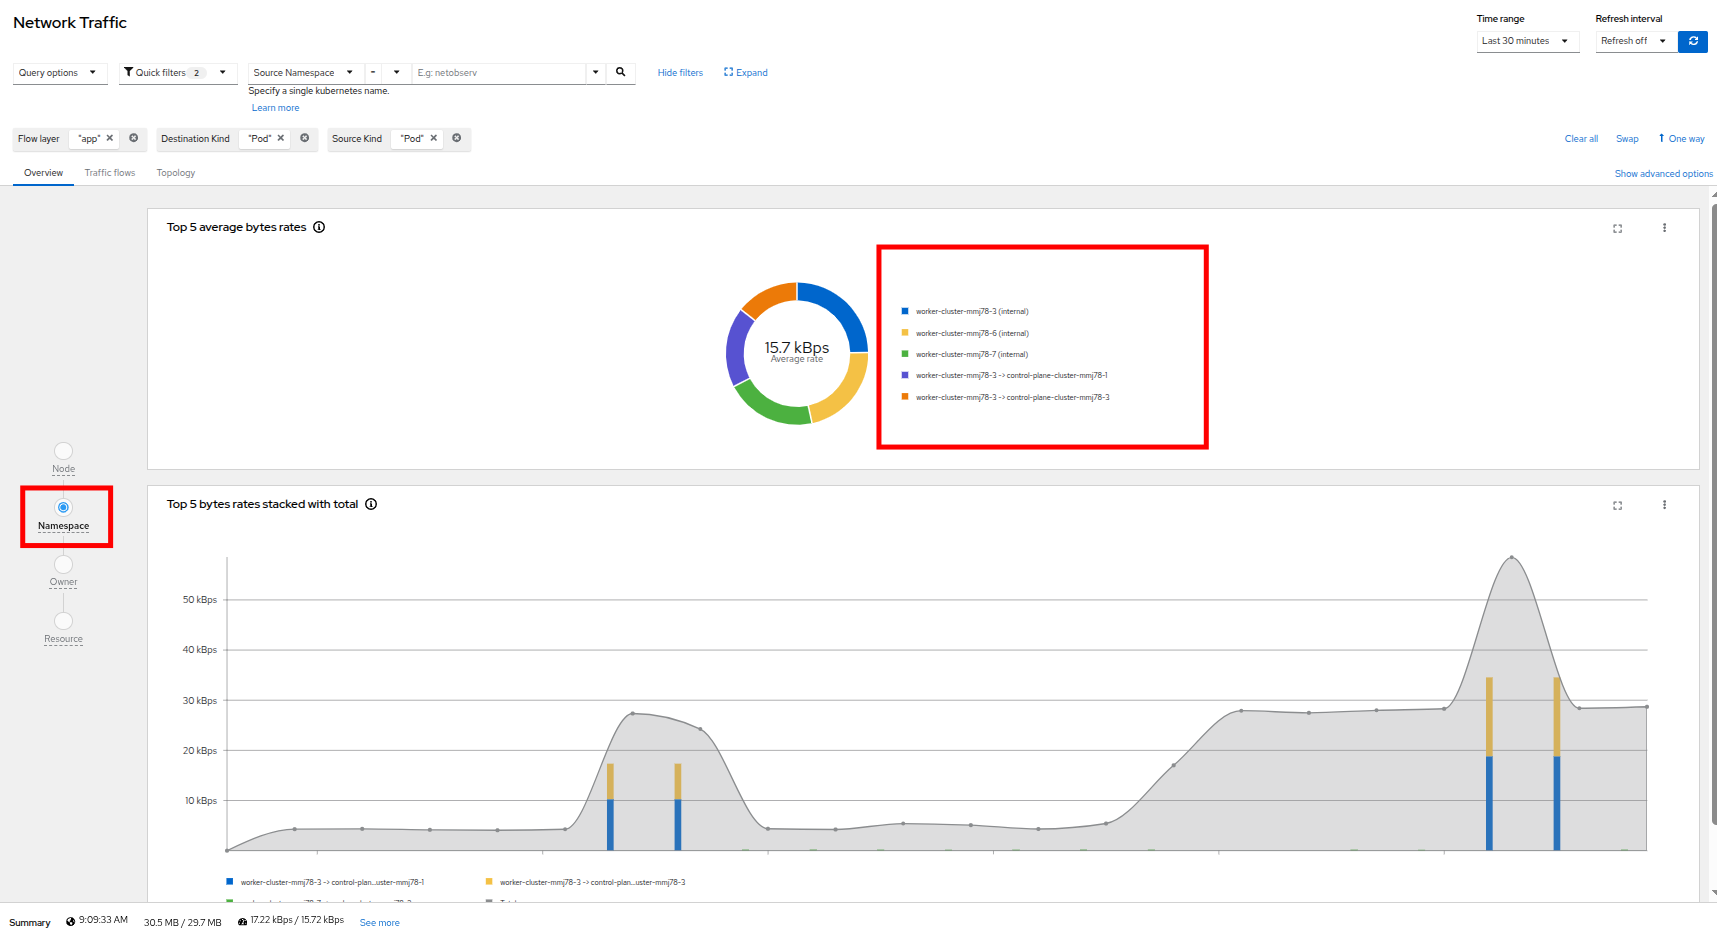 Network Traffic
Time range
Refresh interval
Last 30 minutes
Refresh off
Query options
Quick filters 2
Source Namespace
-
E.g: netobserv
Hide filters
Expand
Specify a single kubernetes name.
Learn more
Flow layer "app"
Destination Kind "Pod"
Source Kind "Pod"
Clear all
Swap
One way
Overview
Traffic flows
Topology
Show advanced options
Top 5 average bytes rates
15.7 kBps
Average rate
worker-cluster-mmj78-3 (internal)
worker-cluster-mmj78-6 (internal)
worker-cluster-mmj78-7 (internal)
worker-cluster-mmj78-3 -> control-plane-cluster-mmj78-1
worker-cluster-mmj78-3 -> control-plane-cluster-mmj78-3
Node
Namespace
Owner
Resource
Top 5 bytes rates stacked with total
50 kBps
40 kBps
30 kBps
20 kBps
10 kBps
worker-cluster-mmj78-3 -> control-plan...uster-mmj78-1
worker-cluster-mmj78-3 -> control-plan...uster-mmj78-3
Summary
9:09:33 AM
30.5 MB / 29.7 MB
17.22 kBps / 15.72 kBps
See more